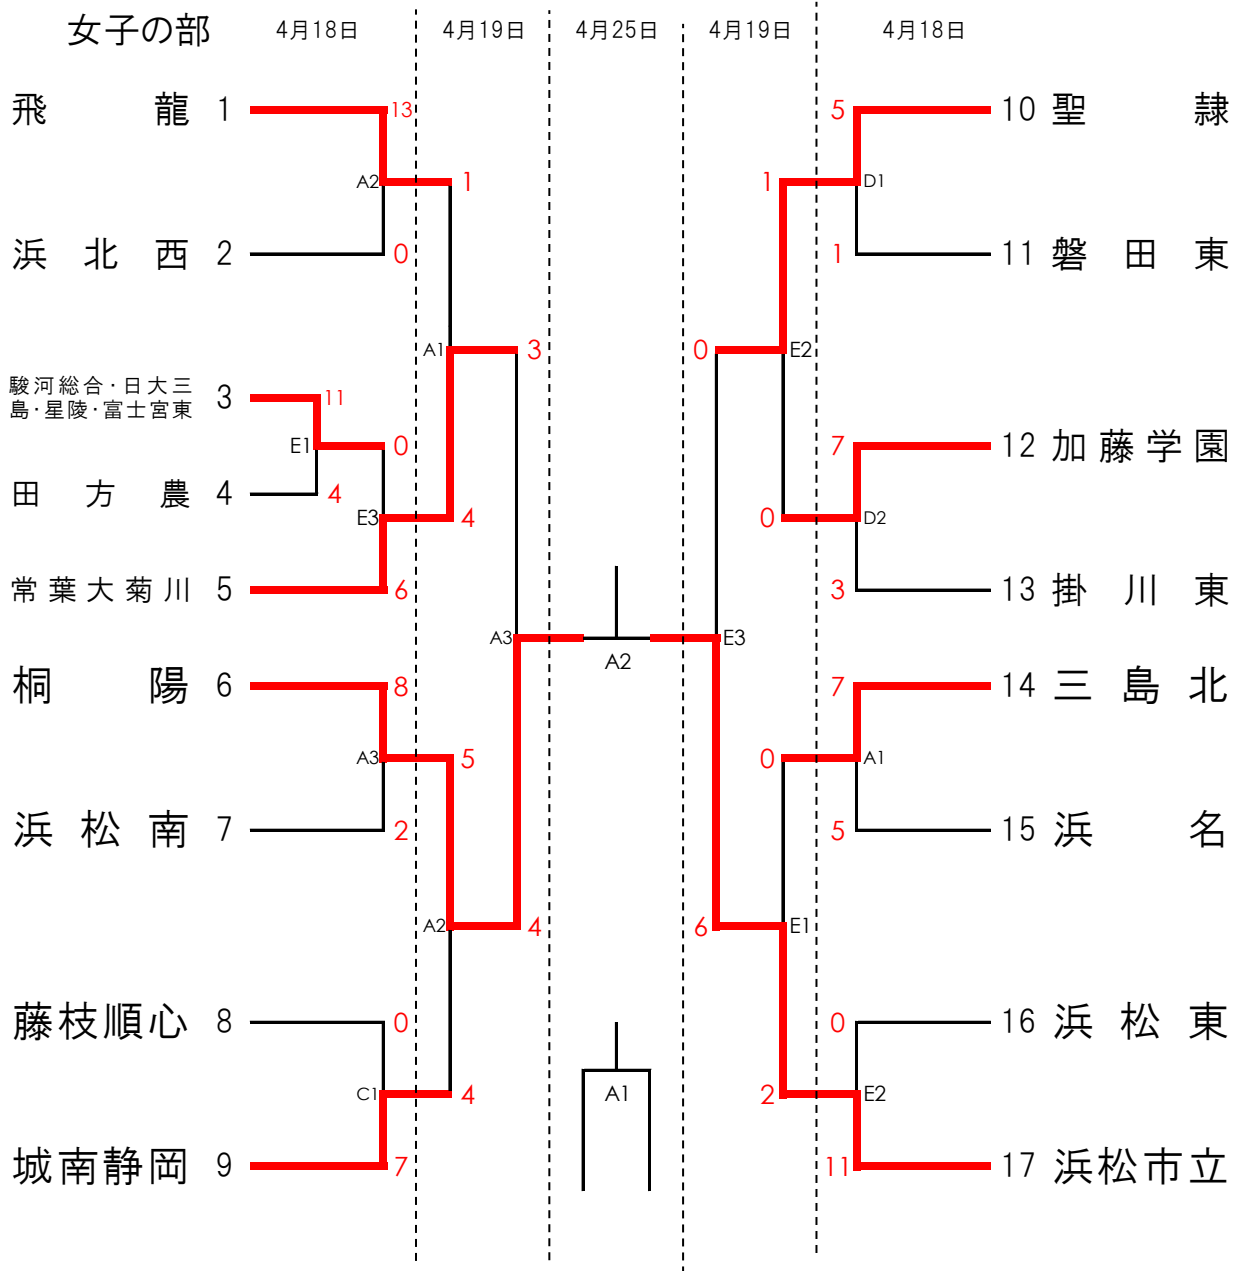 女子の部 4月18日 4月19日 4月25日 4月19日 4月18日
飛龍 1 13 5 10 聖隷
A2 1 1 D1
浜北西 2 0 1 11 磐田東
A1 3 0 E2
駿河総合・日大三
島・星陵・富士宮東 3 11
E1 0 7 12 加藤学園
田方農 4 4
E3 4 0 D2
常葉大菊川 5 6 3 13 掛川東
A3 A2 E3
桐陽 6 8 7 14 三島北
A3 5 0 A1
浜松南 7 2 5 15 浜名
A2 4 6 E1
藤枝順心 8 0 0 16 浜松東
C1 4 A1 2 E2
城南静岡 9 7 11 17 浜松市立